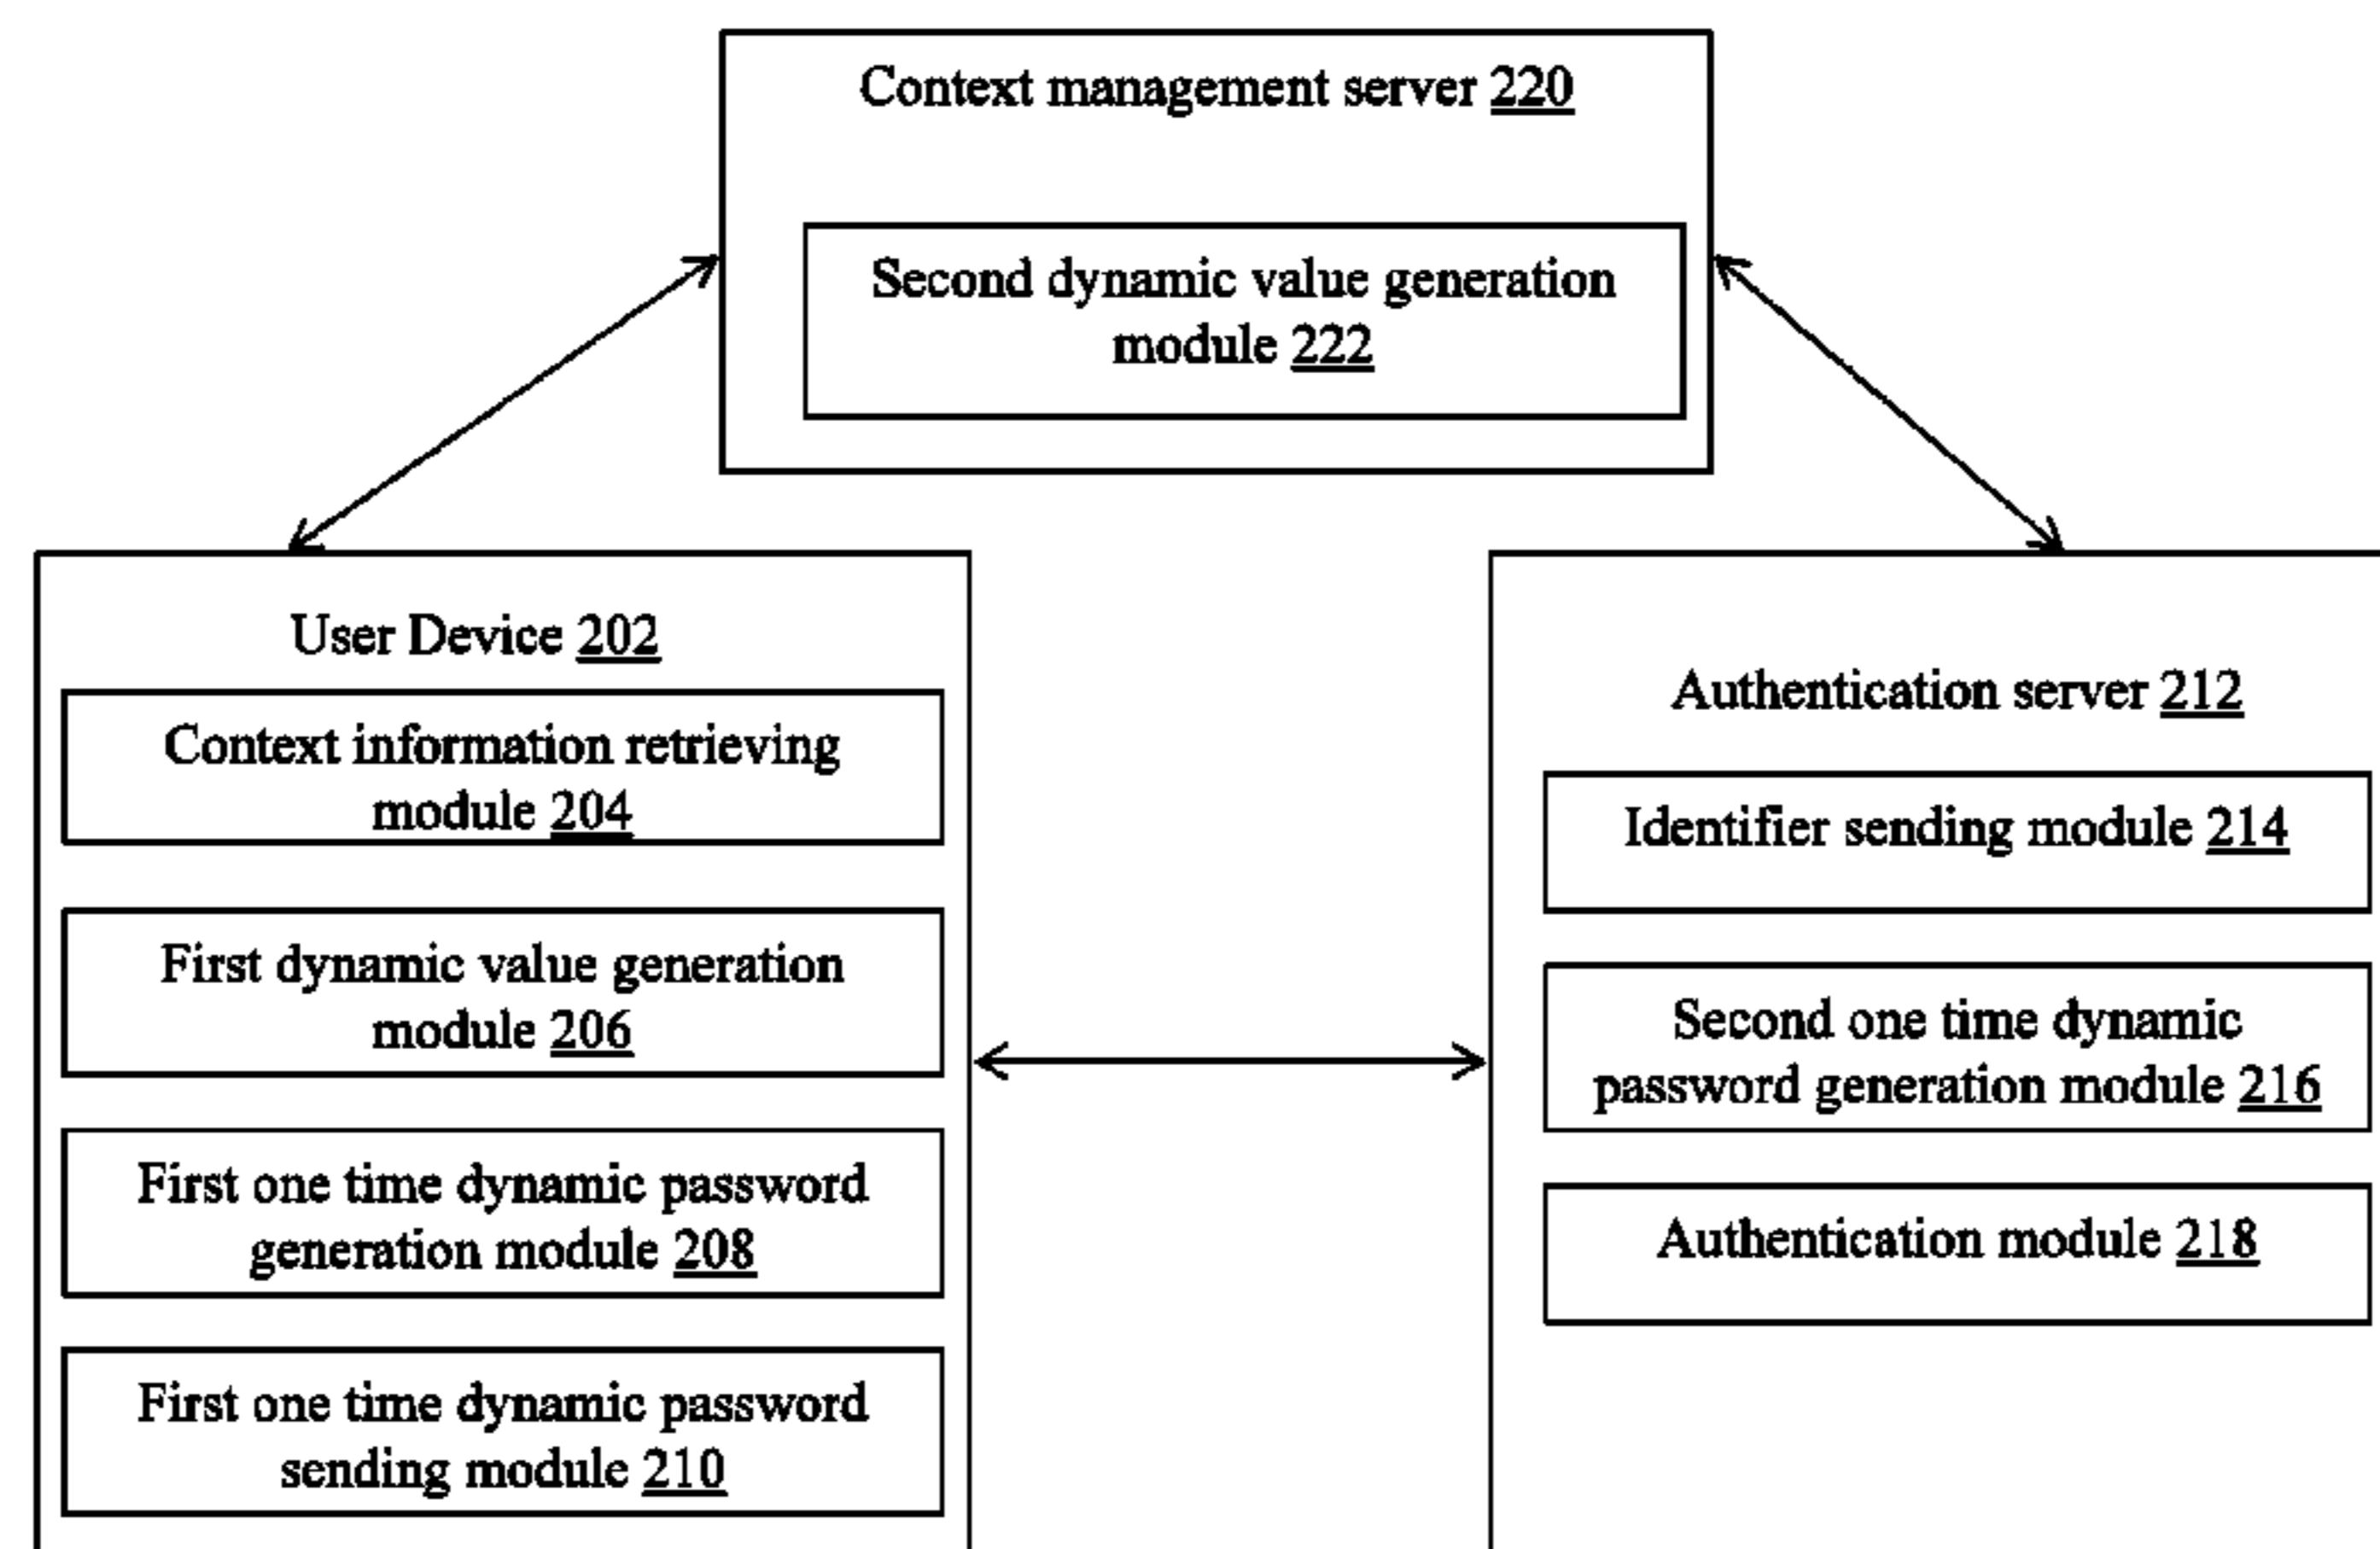 Context management server 220
Second dynamic value generation
module 222
User Device 202
Context information retrieving
module 204
First dynamic value generation
module 206
First one time dynamic password
generation module 208
First one time dynamic password
sending module 210
Authentication server 212
Identifier sending module 214
Second one time dynamic
password generation module 216
Authentication module 218